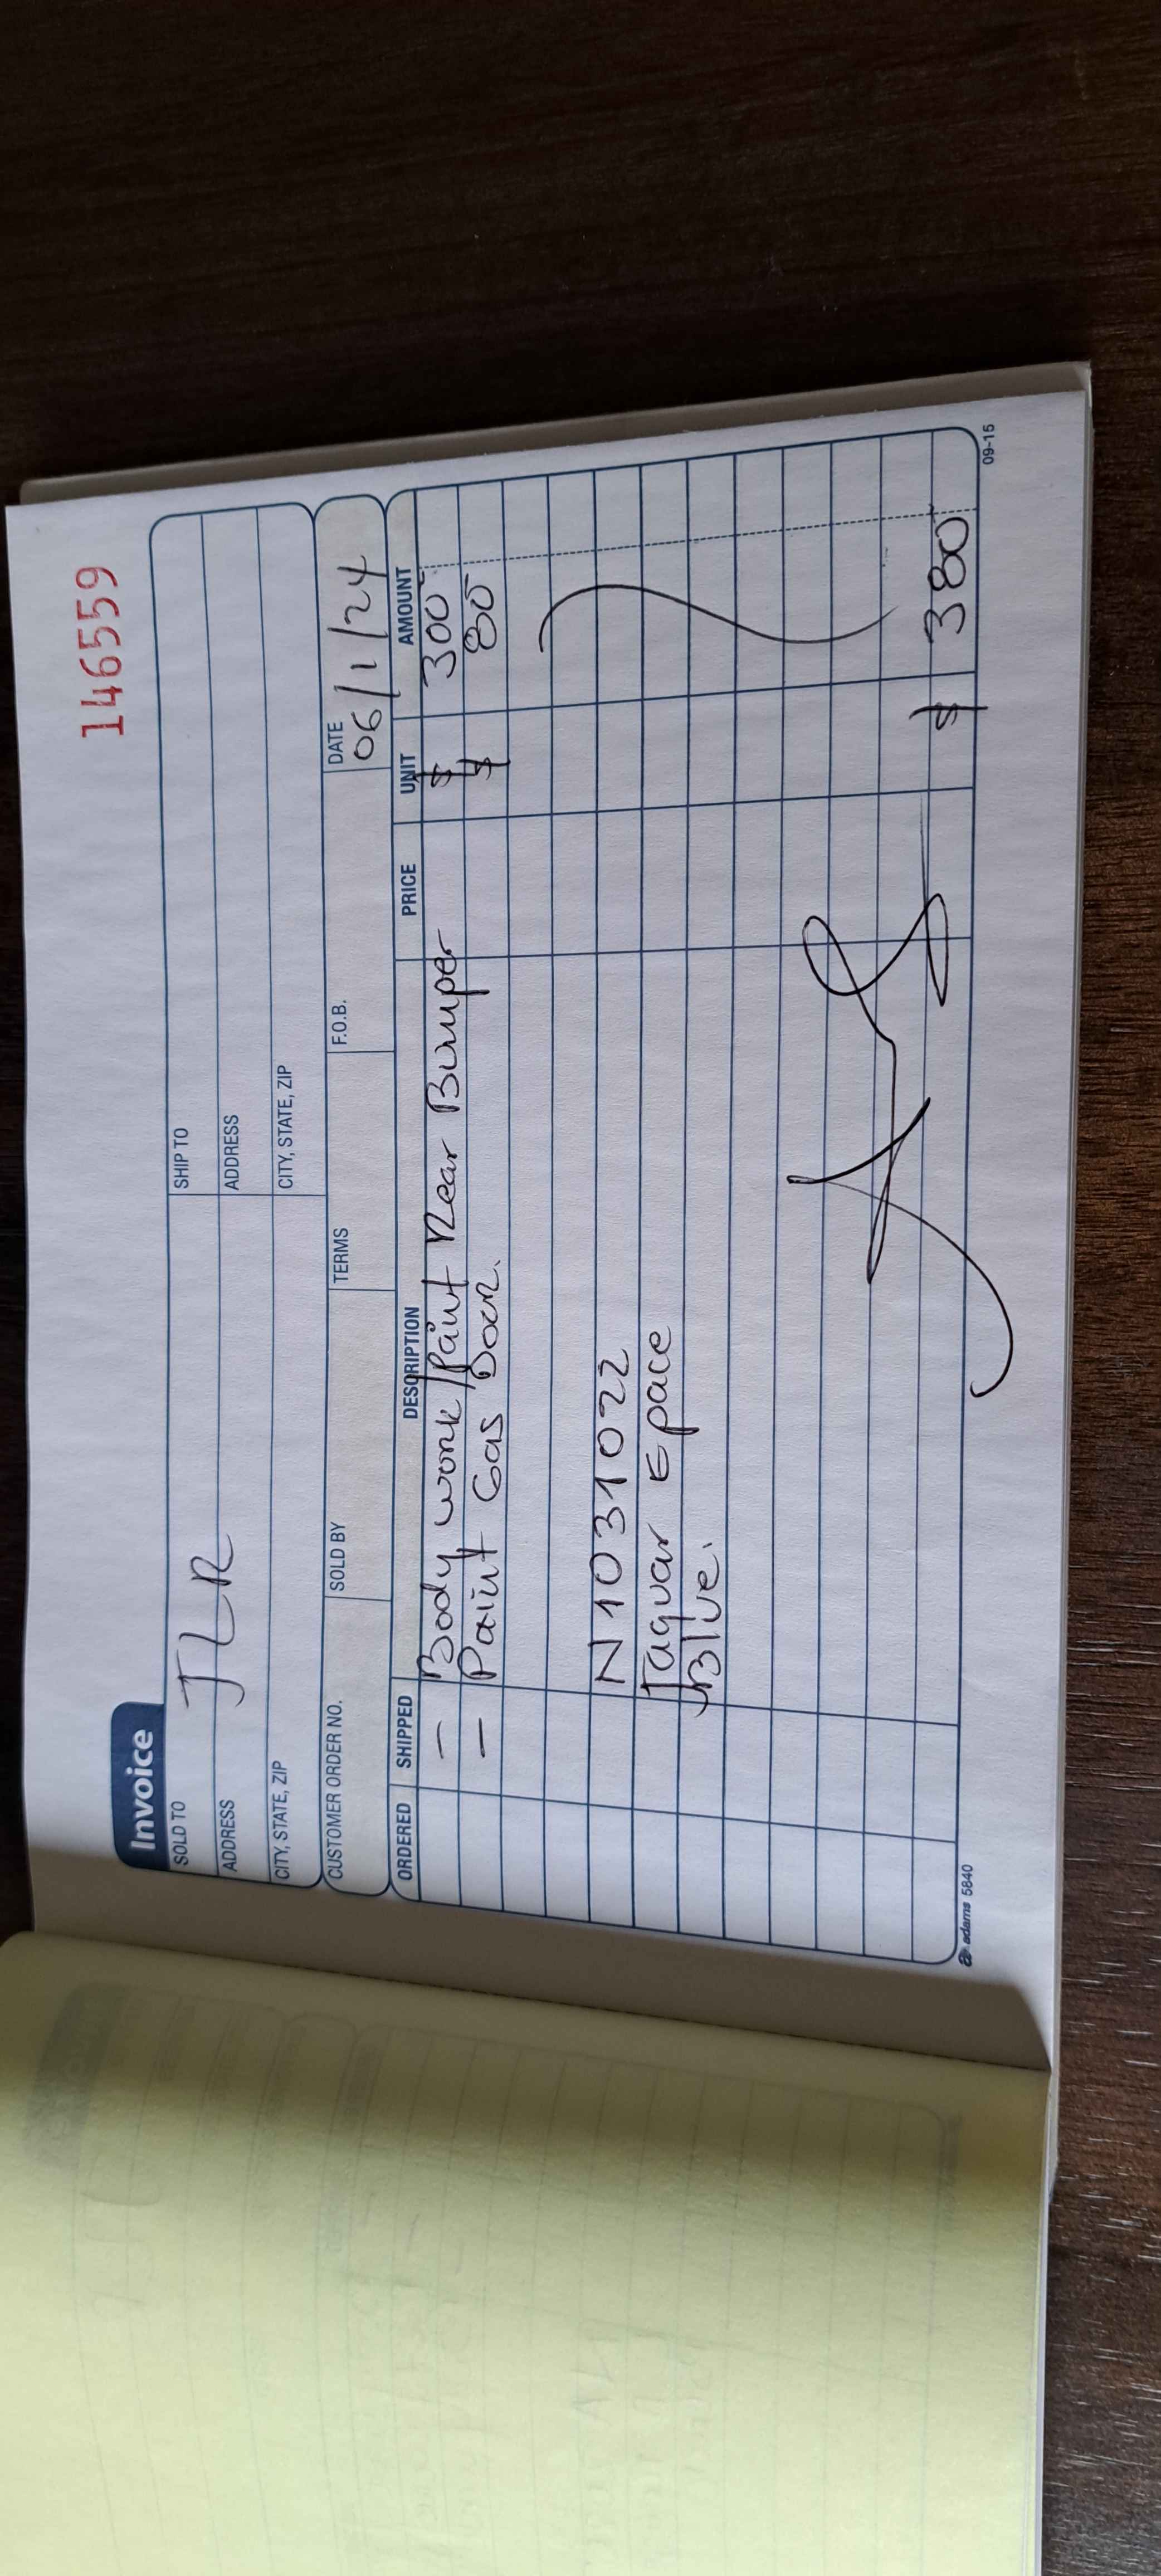 146559
Invoice
SOLD TO JLR SHIP TO
ADDRESS ADDRESS
CITY, STATE, ZIP CITY, STATE, ZIP
CUSTOMER ORDER NO. SOLD BY TERMS F.O.B. DATE 06/1/24
ORDERED SHIPPED DESCRIPTION PRICE UNIT AMOUNT
— Body work/Paint Rear Bumper $ 300
— Paint Gas Door. $ 80
N1031022
Jaguar Epace
Blue.
$ 380
adams 5840 09-15